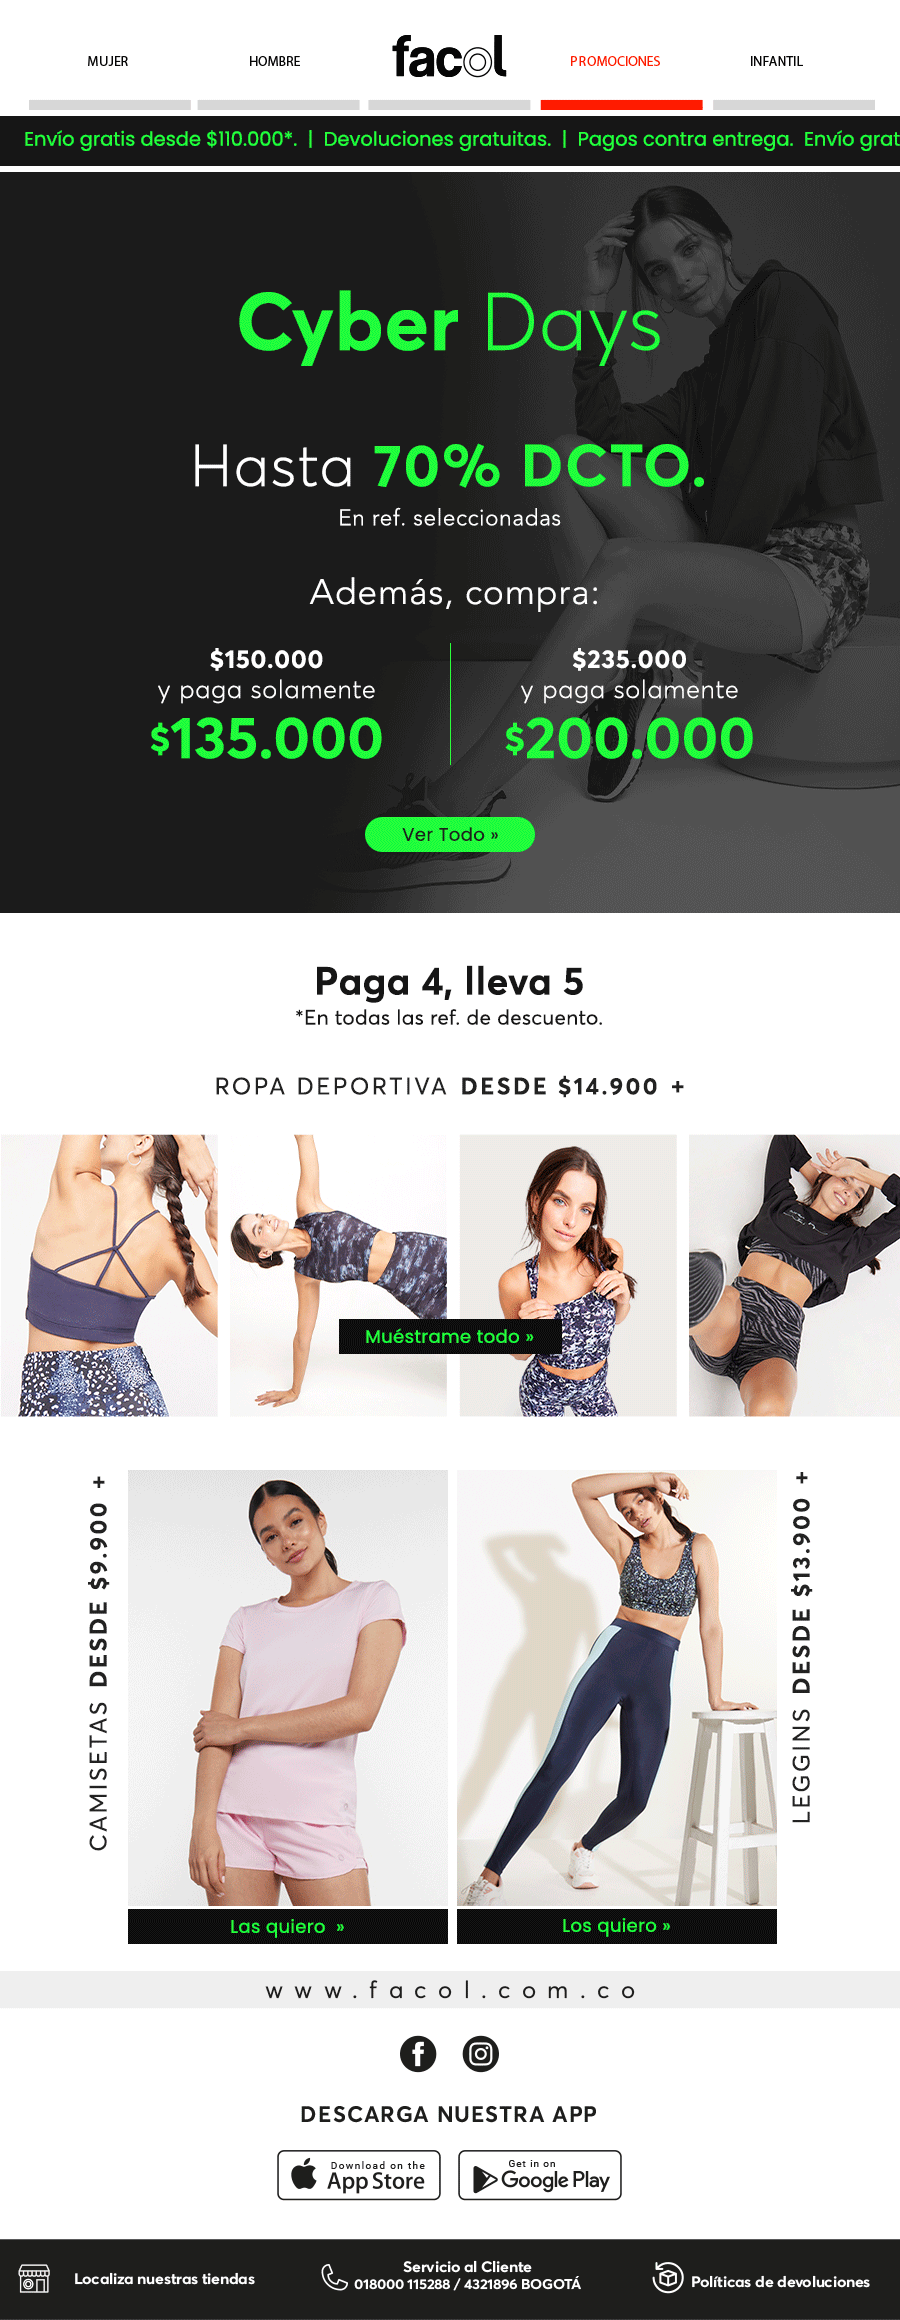 MUJER
HOMBRE
facol
PROMOCIONES
INFANTIL
Envío gratis desde $110.000*. | Devoluciones gratuitas. | Pagos contra entrega. Envío grat
Cyber Days
Hasta 70% DCTO.
En ref. seleccionadas
Además, compra:
$150.000
y paga solamente
$135.000
$235.000
y paga solamente
$200.000
Ver Todo »
Paga 4, lleva 5
*En todas las ref. de descuento.
ROPA DEPORTIVA DESDE $14.900 +
Muéstrame todo »
CAMISETAS DESDE $9.900 +
LEGGINS DESDE $13.900 +
Las quiero »
Los quiero »
www.facol.com.co
DESCARGA NUESTRA APP
Download on the
App Store
Get in on
Google Play
Localiza nuestras tiendas
Servicio al Cliente
018000 115288 / 4321896 BOGOTÁ
Políticas de devoluciones